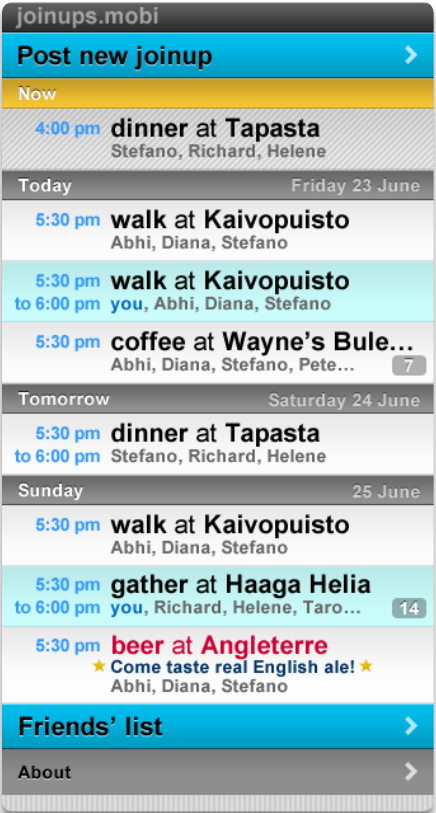 joinups.mobi
Post new joinup
Now
4:00 pm dinner at Tapasta
Stefano, Richard, Helene
Today Friday 23 June
5:30 pm walk at Kaivopuisto
Abhi, Diana, Stefano
5:30 pm walk at Kaivopuisto
to 6:00 pm you, Abhi, Diana, Stefano
5:30 pm coffee at Wayne's Bule…
Abhi, Diana, Stefano, Pete… 7
Tomorrow Saturday 24 June
5:30 pm dinner at Tapasta
to 6:00 pm Stefano, Richard, Helene
Sunday 25 June
5:30 pm walk at Kaivopuisto
Abhi, Diana, Stefano
5:30 pm gather at Haaga Helia
to 6:00 pm you, Richard, Helene, Taro… 14
5:30 pm beer at Angleterre
★ Come taste real English ale! ★
Abhi, Diana, Stefano
Friends' list
About